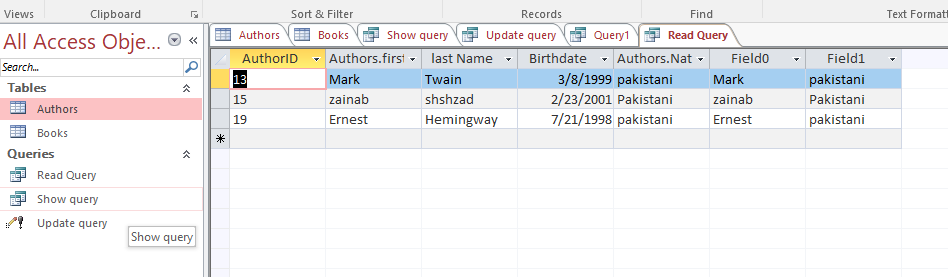 Views Clipboard Sort & Filter Records Find Text Formatt
All Access Obje...
Search...
Tables
Authors
Books
Queries
Read Query
Show query
Update query
Show query
Authors Books Show query Update query Query1 Read Query
AuthorID Authors.first last Name Birthdate Authors.Nat Field0 Field1
13 Mark Twain 3/8/1999 pakistani Mark pakistani
15 zainab shshzad 2/23/2001 Pakistani zainab Pakistani
19 Ernest Hemingway 7/21/1998 pakistani Ernest pakistani